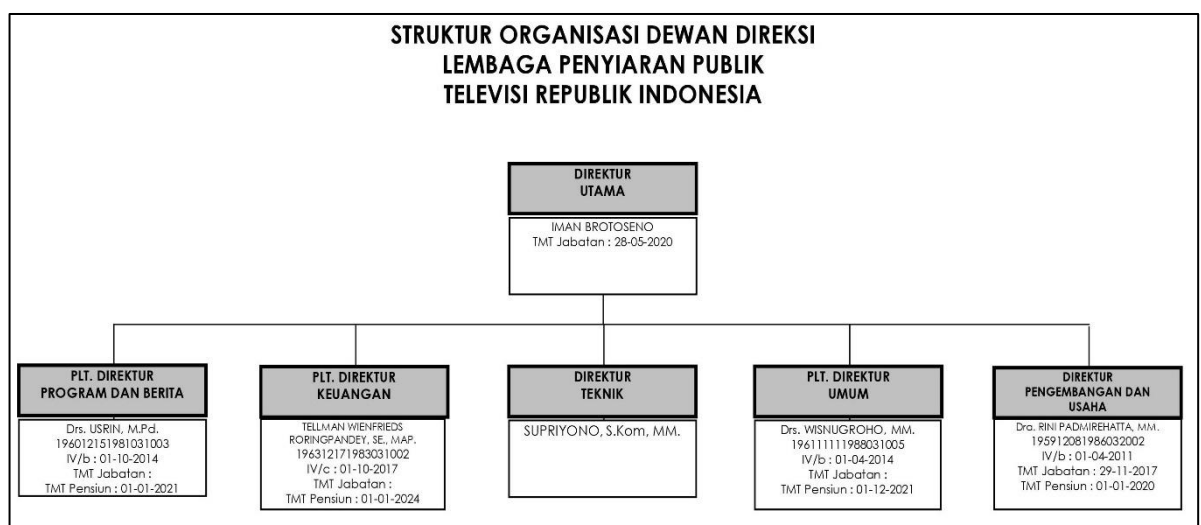 STRUKTUR ORGANISASI DEWAN DIREKSI
LEMBAGA PENYIARAN PUBLIK
TELEVISI REPUBLIK INDONESIA
DIREKTUR
UTAMA
IMAN BROTOSENO
TMT Jabatan : 28-05-2020
PLT. DIREKTUR
PROGRAM DAN BERITA
Drs. USRIN, M.Pd.
196012151981031003
IV/b : 01-10-2014
TMT Jabatan :
TMT Pensiun : 01-01-2021
PLT. DIREKTUR
KEUANGAN
TELLMAN WIENFRIEDS
RORINGPANDEY, SE., MAP.
196312171983031002
IV/c : 01-10-2017
TMT Jabatan :
TMT Pensiun : 01-01-2024
DIREKTUR
TEKNIK
SUPRIYONO, S.Kom, MM.
PLT. DIREKTUR
UMUM
Drs. WISNUGROHO, MM.
196111111988031005
IV/b : 01-04-2014
TMT Jabatan :
TMT Pensiun : 01-12-2021
DIREKTUR
PENGEMBANGAN DAN
USAHA
Dra. RINI PADMIREHATTA, MM.
195912081986032002
IV/b : 01-04-2011
TMT Jabatan : 29-11-2017
TMT Pensiun : 01-01-2020